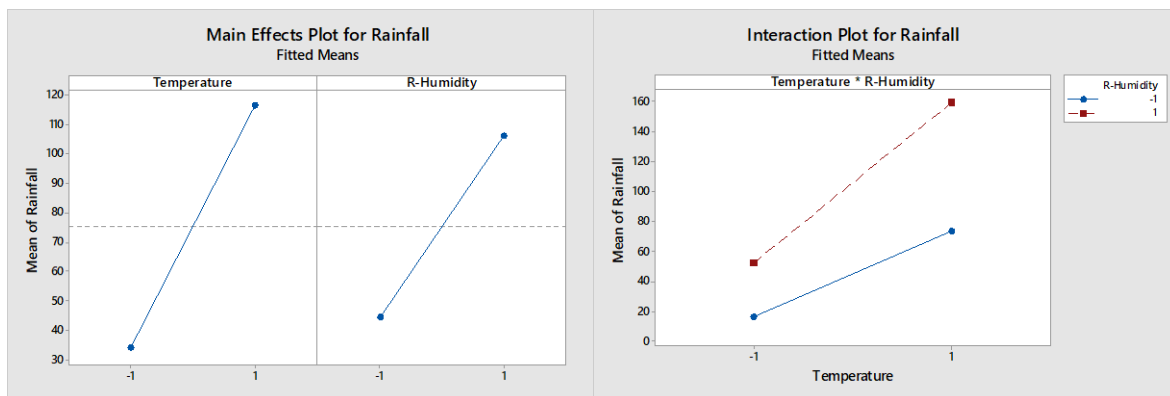 Main Effects Plot for Rainfall
Fitted Means
Temperature
R-Humidity
Mean of Rainfall
120
110
100
90
80
70
60
50
40
30
-1
1
-1
1
Interaction Plot for Rainfall
Fitted Means
Temperature * R-Humidity
Mean of Rainfall
160
140
120
100
80
60
40
20
0
-1
1
Temperature
R-Humidity
-1
1